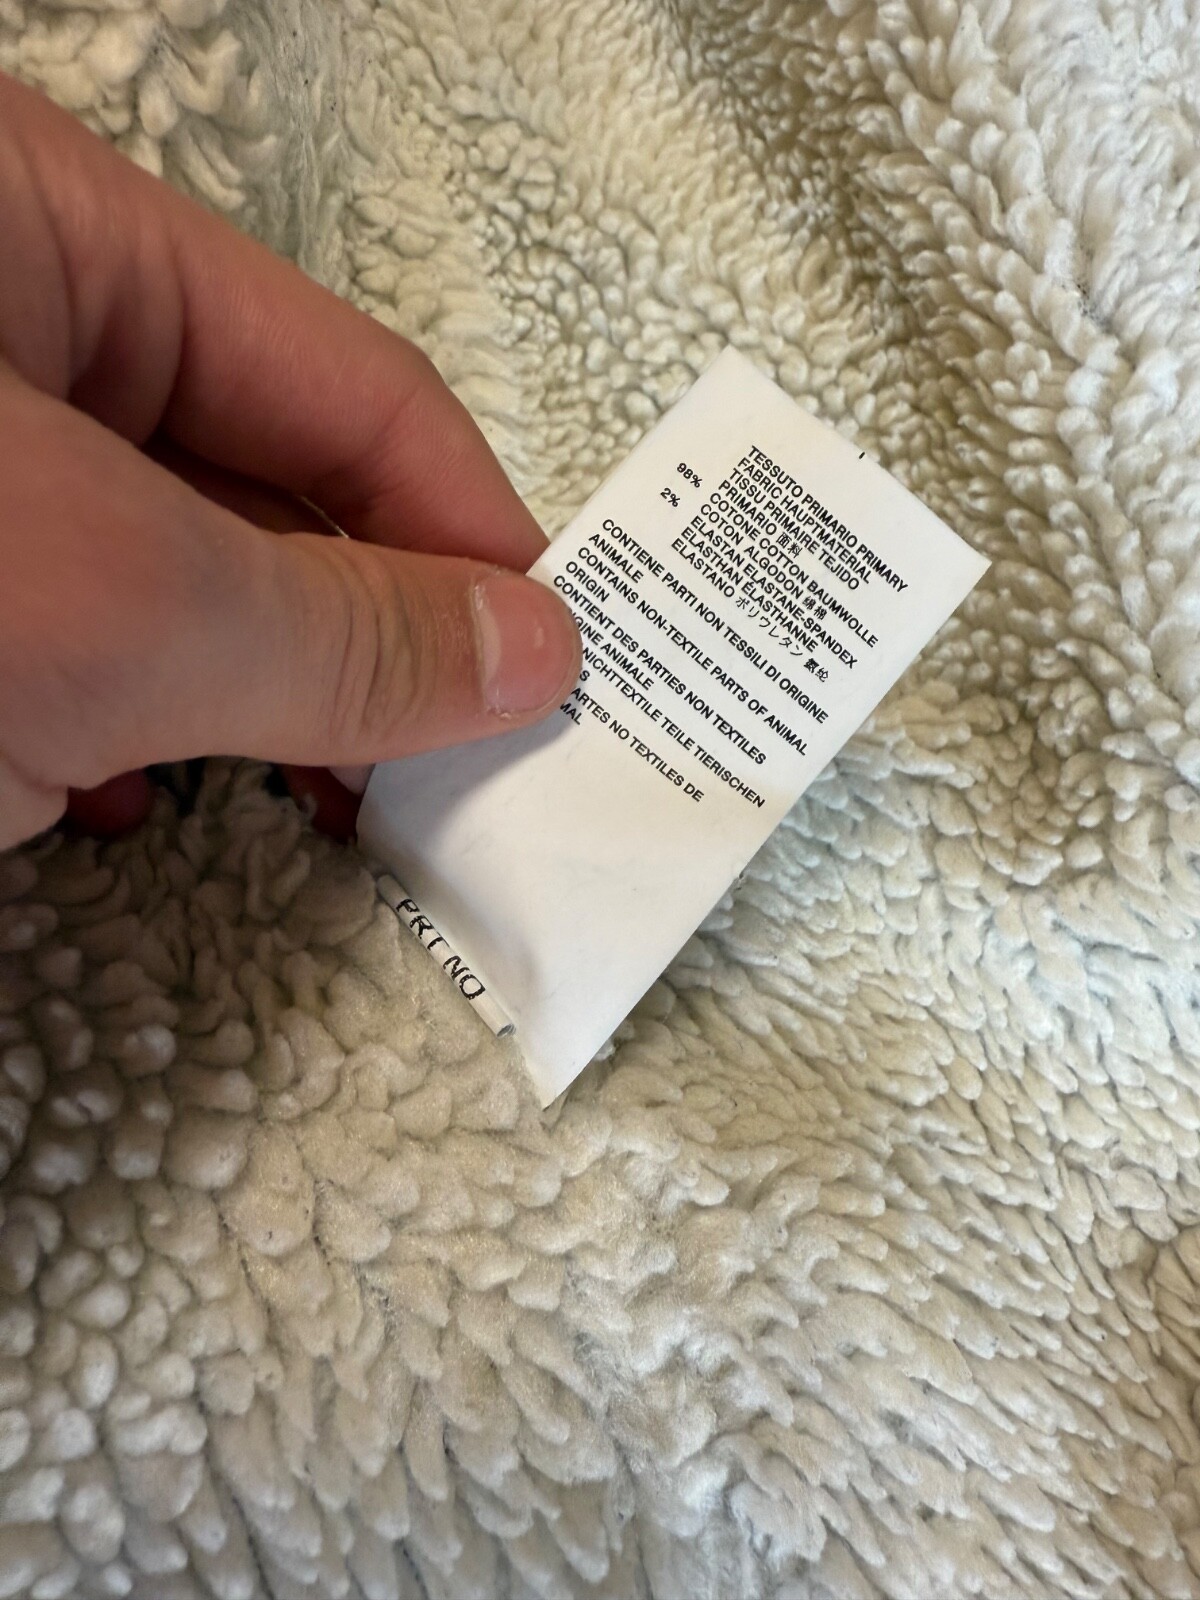 TESSUTO PRIMARIO PRIMARY
FABRIC HAUPTMATERIAL
TISSU PRIMAIRE TEJIDO
PRIMARIO 面料
98% COTONE COTTON BAUMWOLLE
COTON ALGODON 綿 棉
2% ELASTAN ELASTANE-SPANDEX
ELASTHAN ÉLASTHANNE
ELASTANO ポリウレタン 氨纶
CONTIENE PARTI NON TESSILI DI ORIGINE
ANIMALE
CONTAINS NON-TEXTILE PARTS OF ANIMAL
ORIGIN
CONTIENT DES PARTIES NON TEXTILES
ANIMALE
NICHTTEXTILE TEILE TIERISCHEN
NO TEXTILES DE
NO